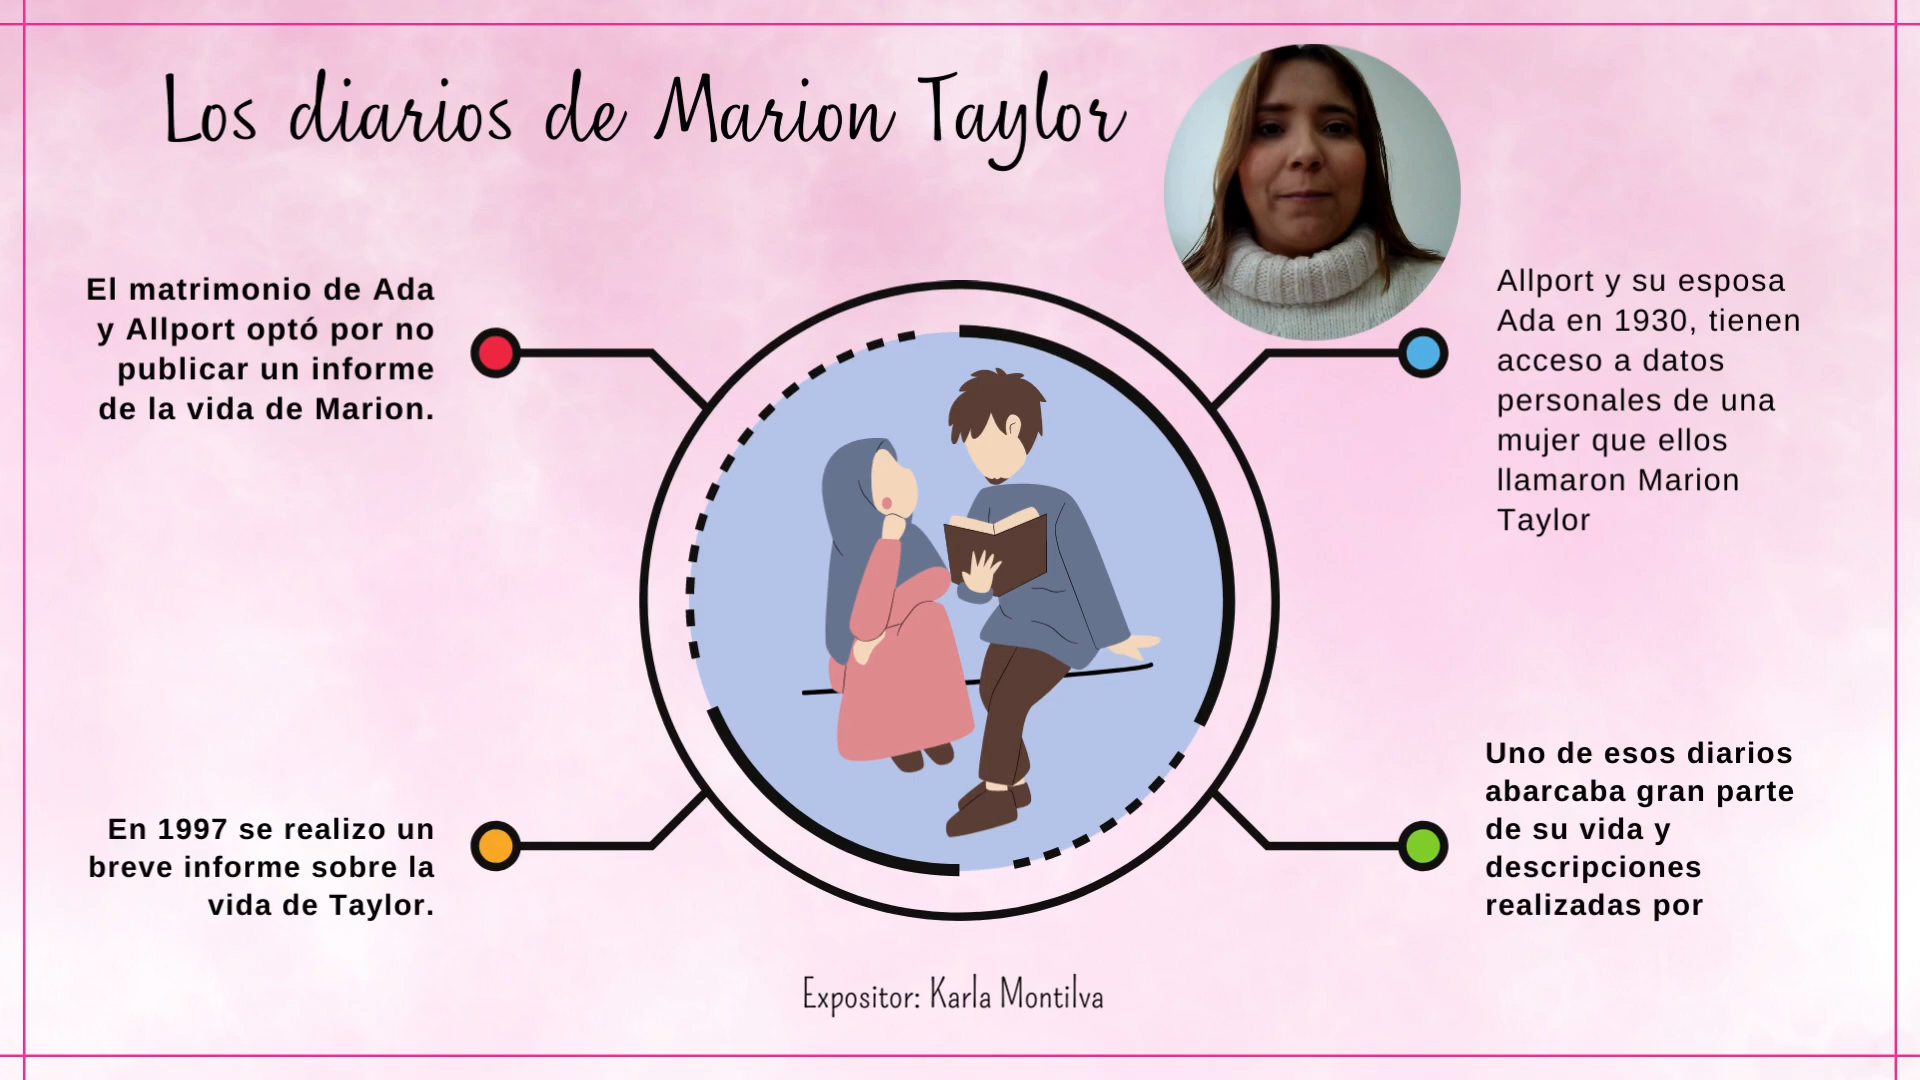 Los diarios de Marion Taylor
El matrimonio de Ada
y Allport optó por no
publicar un informe
de la vida de Marion.
Allport y su esposa
Ada en 1930, tienen
acceso a datos
personales de una
mujer que ellos
llamaron Marion
Taylor
En 1997 se realizo un
breve informe sobre la
vida de Taylor.
Uno de esos diarios
abarcaba gran parte
de su vida y
descripciones
realizadas por
Expositor: Karla Montilva